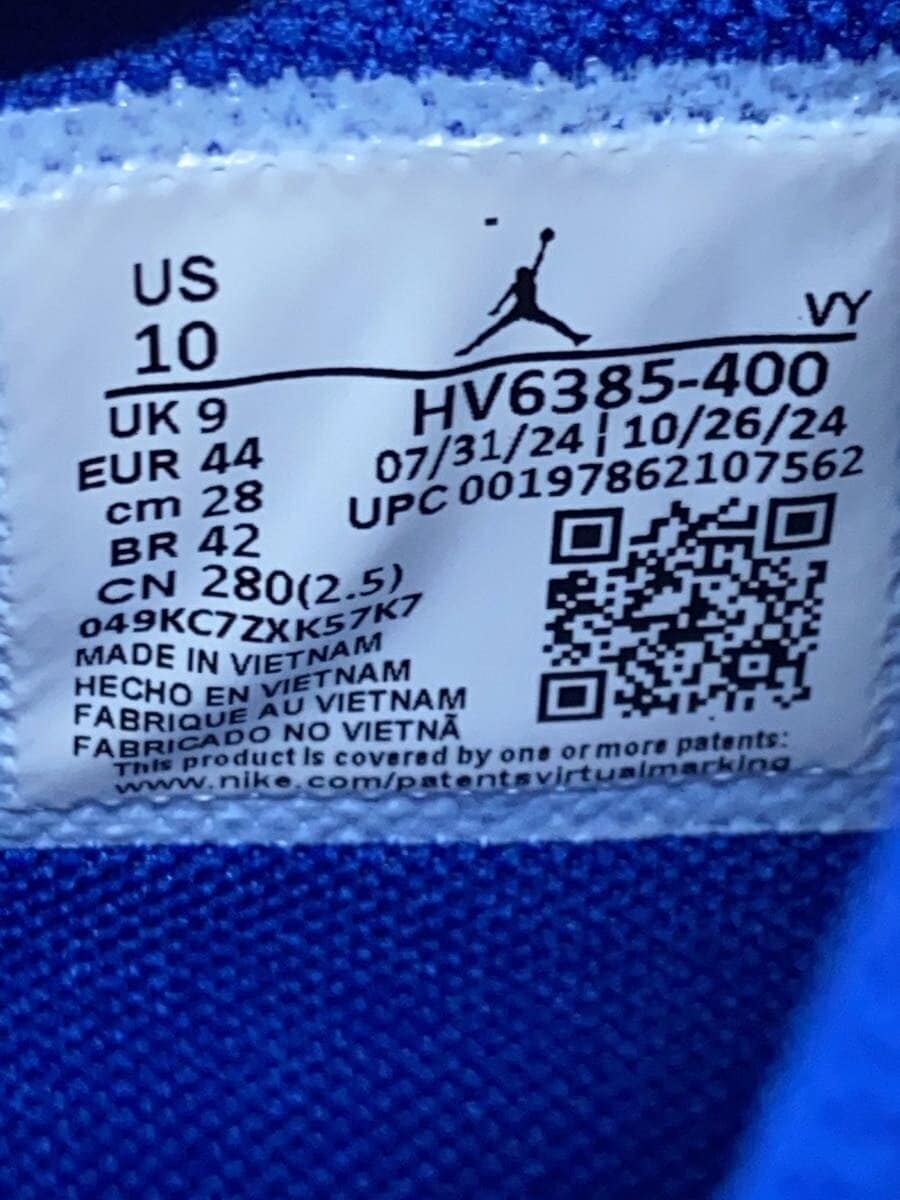 US
10
VY
UK 9
EUR 44
cm 28
BR 42
CN 280(2.5)
HV6385-400
07/31/24 | 10/26/24
UPC 00197862107562
049KC7ZXK57K7
MADE IN VIETNAM
HECHO EN VIETNAM
FABRIQUE AU VIETNAM
FABRICADO NO VIETNÃ
This product is covered by one or more patents:
www.nike.com/patentsvirtualmarking